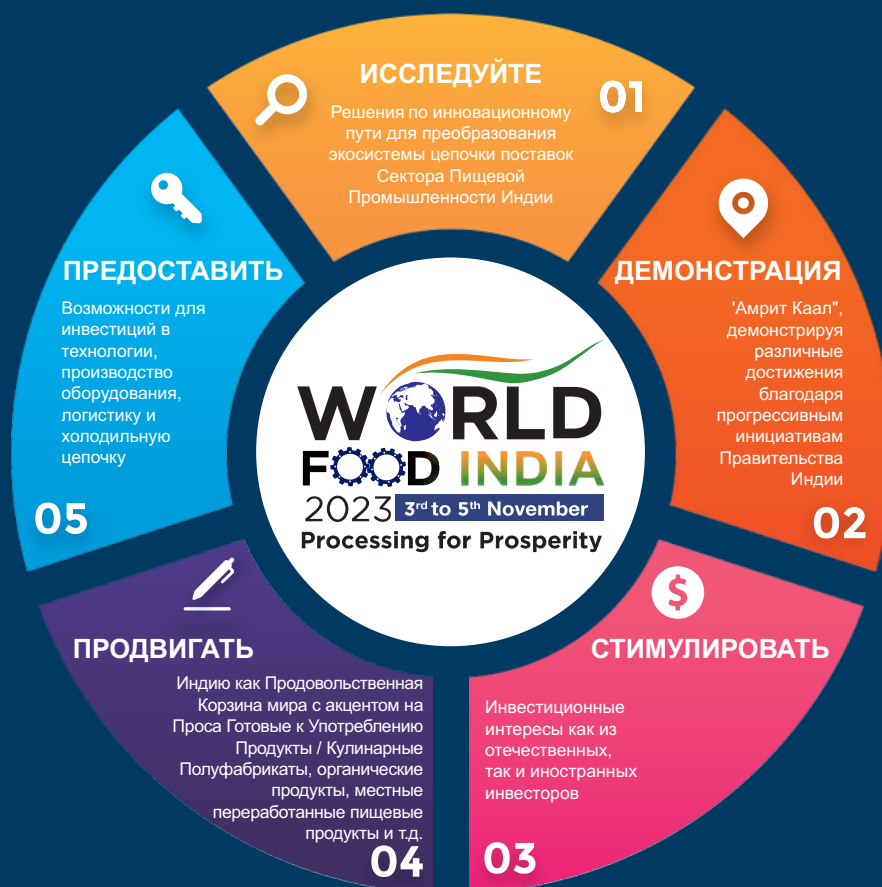 ИССЛЕДУЙТЕ
01
Решения по инновационному
пути для преобразования
экосистемы цепочки поставок
Сектора Пищевой
Промышленности Индии
ДЕМОНСТРАЦИЯ
'Амрит Каал",
демонстрируя
различные
достижения
благодаря
прогрессивным
инициативам
Правительства
Индии
02
СТИМУЛИРОВАТЬ
Инвестиционные
интересы как из
отечественных,
так и иностранных
инвесторов
03
ПРОДВИГАТЬ
Индию как Продовольственная
Корзина мира с акцентом на
Проса Готовые к Употреблению
Продукты / Кулинарные
Полуфабрикаты, органические
продукты, местные
переработанные пищевые
продукты и т.д.
04
ПРЕДОСТАВИТЬ
Возможности для
инвестиций в
технологии,
производство
оборудования,
логистику и
холодильную
цепочку
05
WORLD
FOOD INDIA
2023 3rd to 5th November
Processing for Prosperity